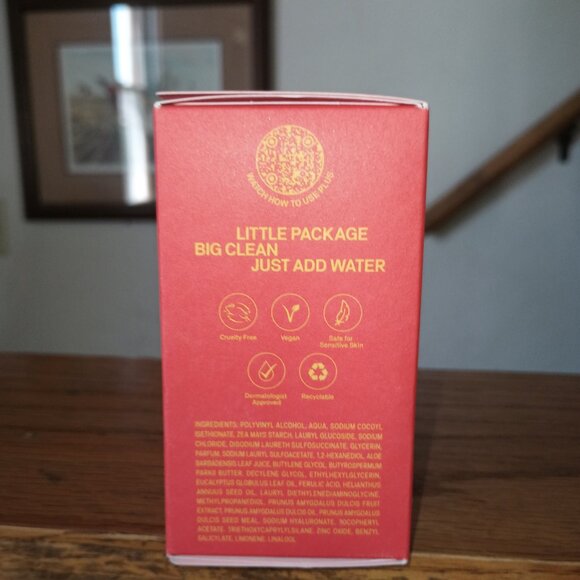 WATCH HOW TO USE PLUS
LITTLE PACKAGE
BIG CLEAN
JUST ADD WATER
Cruelty Free
Vegan
Safe for
Sensitive Skin
Dermatologist
Approved
Recyclable
INGREDIENTS: POLYVINYL ALCOHOL, AQUA, SODIUM COCOYL
ISETHIONATE, ZEA MAYS STARCH, LAURYL GLUCOSIDE, SODIUM
CHLORIDE, DISODIUM LAURETH SULFOSUCCINATE, GLYCERIN,
PARFUM, SODIUM LAURYL SULFOACETATE, 1,2-HEXANEDIOL, ALOE
BARBADENSIS LEAF JUICE, BUTYLENE GLYCOL, BUTYROSPERMUM
PARKII BUTTER, DECYLENE GLYCOL, ETHYLHEXYLGLYCERIN,
EUCALYPTUS GLOBULUS LEAF OIL, FERULIC ACID, HELIANTHUS
ANNUUS SEED OIL, LAURYL DIETHYLENEDIAMINOGLYCINE,
METHYLPROPANEDIOL, PRUNUS AMYGDALUS DULCIS FRUIT
EXTRACT, PRUNUS AMYGDALUS DULCIS OIL, PRUNUS AMYGDALUS
DULCIS SEED MEAL, SODIUM HYALURONATE, TOCOPHERYL
ACETATE, TRIETHOXYCAPRYLYLSILANE, ZINC OXIDE, BENZYL
SALICYLATE, LIMONENE, LINALOOL